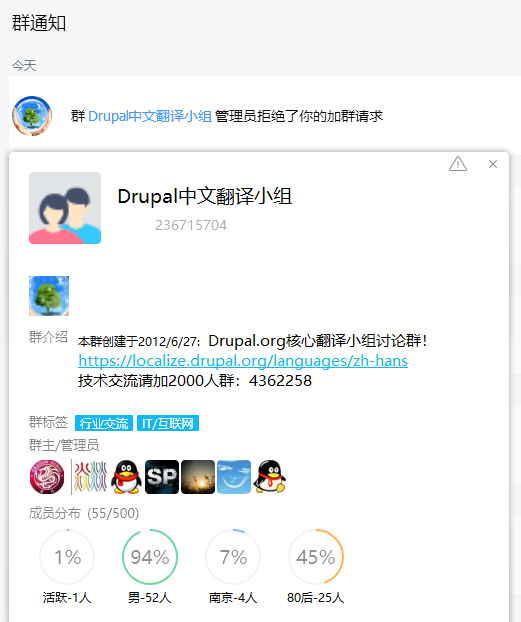 群通知
今天
群 Drupal中文翻译小组 管理员拒绝了你的加群请求
Drupal中文翻译小组
236715704
群介绍 本群创建于2012/6/27：Drupal.org核心翻译小组讨论群！
https://localize.drupal.org/languages/zh-hans
技术交流请加2000人群：4362258
群标签 行业交流 IT/互联网
群主/管理员
SP
成员分布 (55/500)
1% 94% 7% 45%
活跃-1人 男-52人 南京-4人 80后-25人